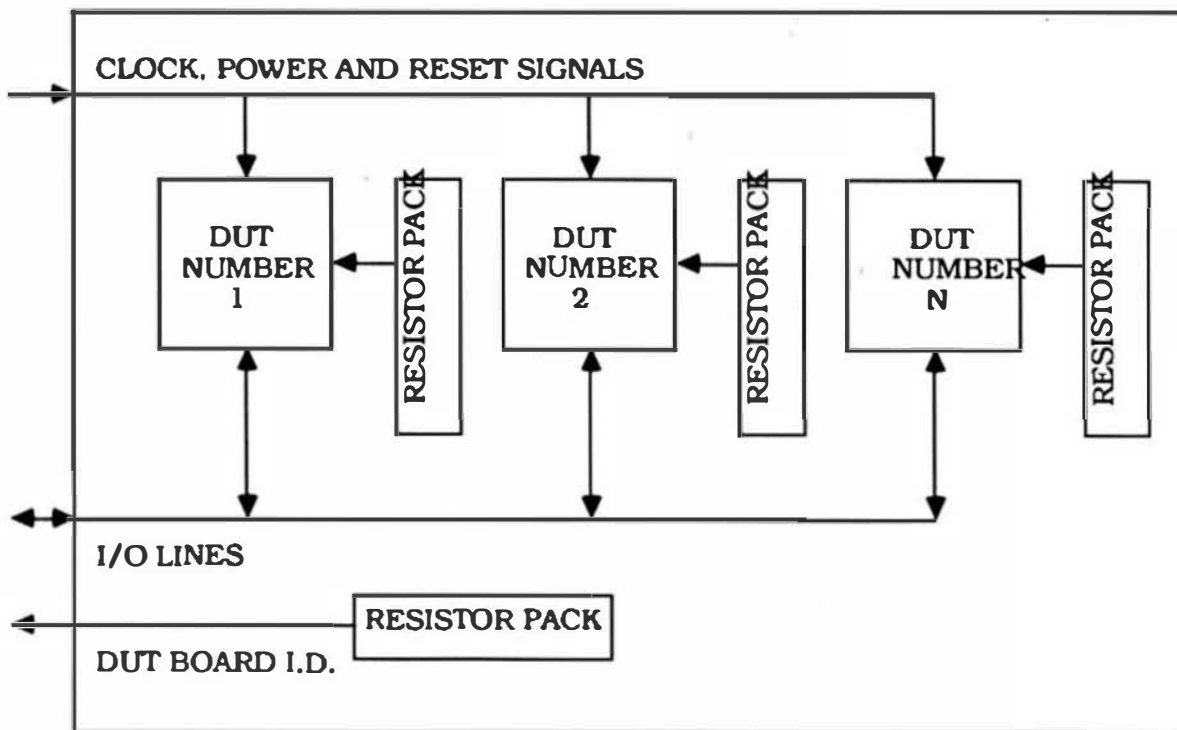 CLOCK, POWER AND RESET SIGNALS
DUT
NUMBER
1
RESISTOR PACK
DUT
NUMBER
2
RESISTOR PACK
DUT
NUMBER
N
RESISTOR PACK
I/O LINES
RESISTOR PACK
DUT BOARD I.D.